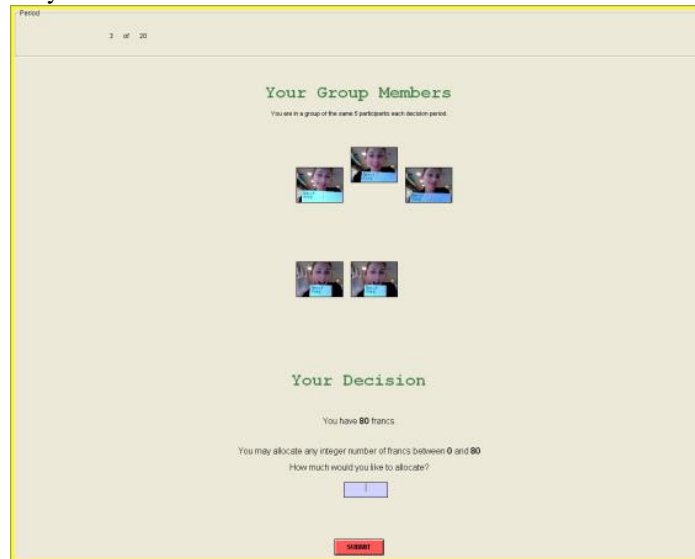 Period
3 of 20
Your Group Members
You are in a group of the same 5 participants each decision period.
Your Decision
You have 80 francs.
You may allocate any integer number of francs between 0 and 80
How much would you like to allocate?
SUBMIT